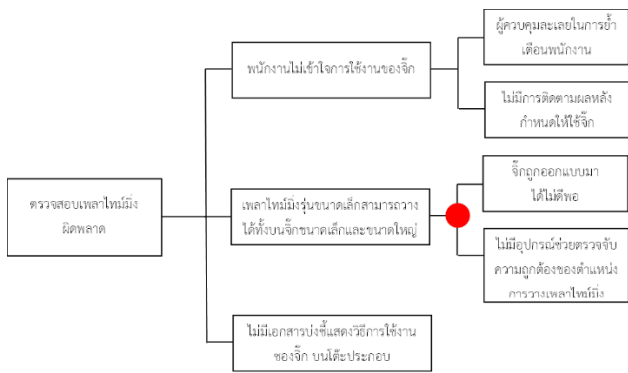 ตรวจสอบเพลาไทม์มิ่ง
ผิดพลาด
พนักงานไม่เข้าใจการใช้งานของจิ๊ก
ผู้ควบคุมละเลยในการย้ำ
เตือนพนักงาน
ไม่มีการติดตามผลหลัง
กำหนดให้ใช้จิ๊ก
เพลาไทม์มิ่งรุ่นขนาดเล็กสามารถวาง
ได้ทั้งบนจิ๊กขนาดเล็กและขนาดใหญ่
จิ๊กถูกออกแบบมา
ได้ไม่ดีพอ
ไม่มีอุปกรณ์ช่วยตรวจจับ
ความถูกต้องของตำแหน่ง
การวางเพลาไทม์มิ่ง
ไม่มีเอกสารบ่งชี้แสดงวิธีการใช้งาน
ของจิ๊ก บนโต๊ะประกอบ